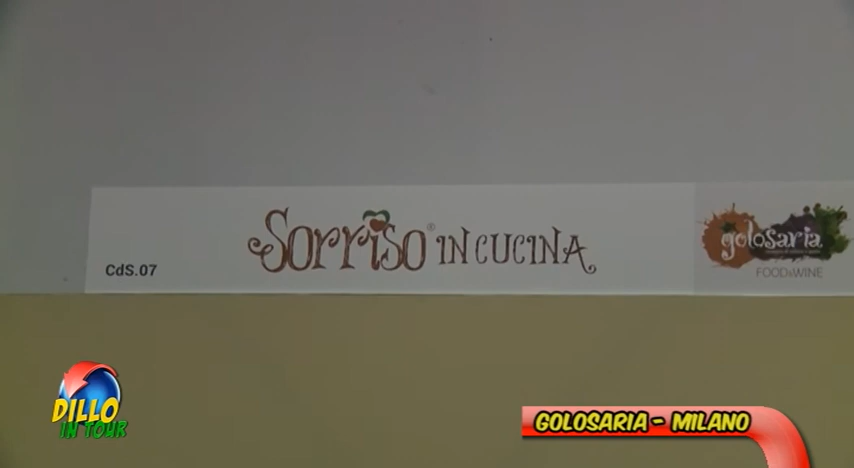 Sorriso® IN CUCINA
CdS.07
golosaria
FOOD&WINE
DILLO
IN TOUR
GOLOSARIA - MILANO